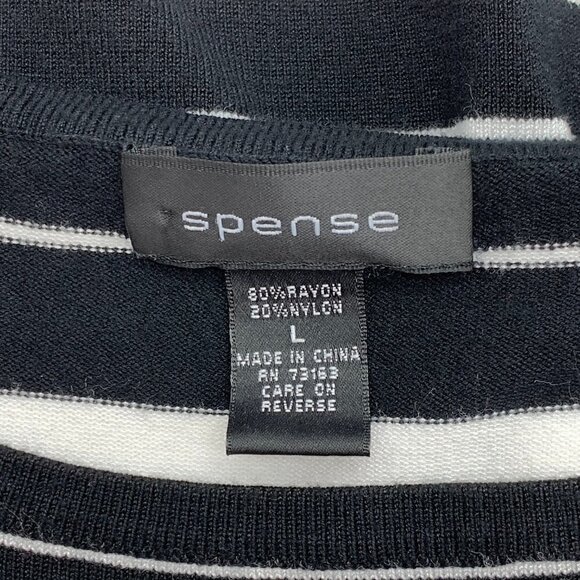 spense
80%RAYON
20%NYLON
L
MADE IN CHINA
RN 73163
CARE ON
REVERSE